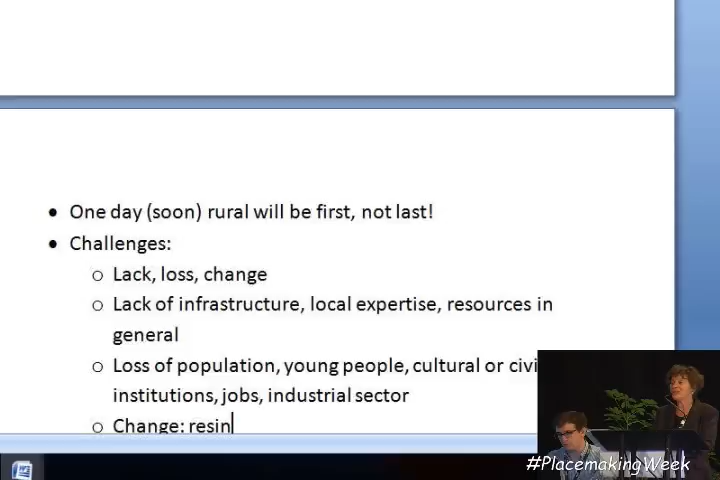 • One day (soon) rural will be first, not last!
• Challenges:
o Lack, loss, change
o Lack of infrastructure, local expertise, resources in
general
o Loss of population, young people, cultural or civi
institutions, jobs, industrial sector
o Change: resin
#PlacemakingWeek